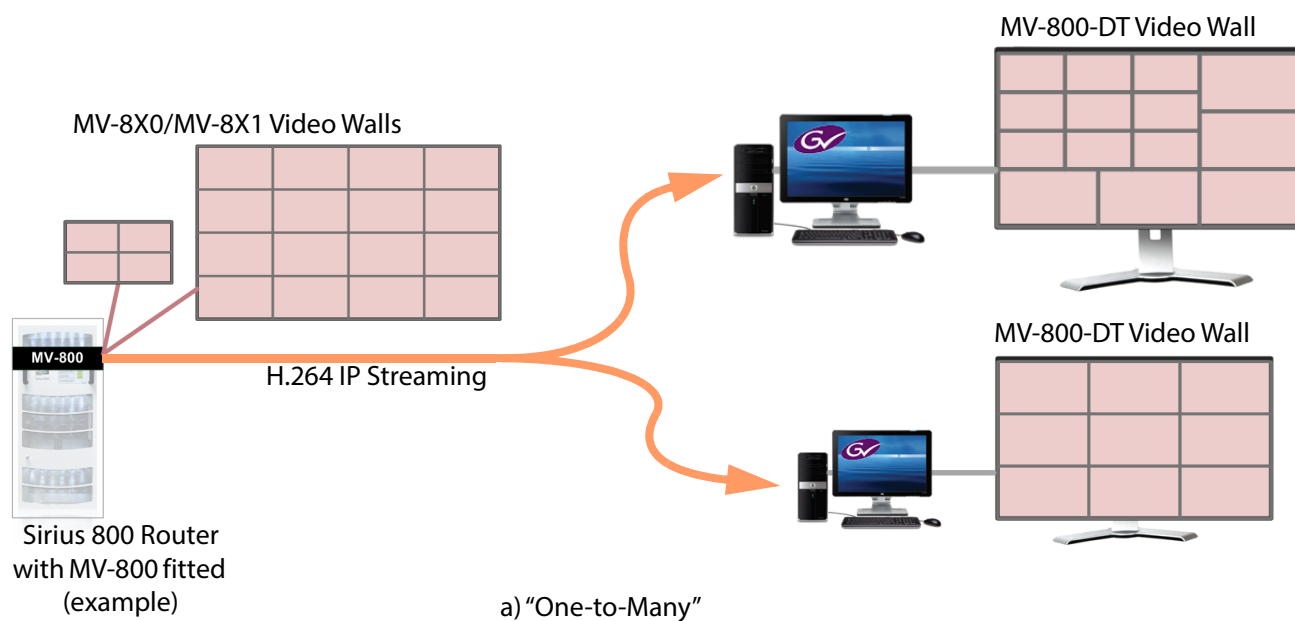 MV-800-DT Video Wall
MV-8X0/MV-8X1 Video Walls
GV
MV-800
H.264 IP Streaming
MV-800-DT Video Wall
GV
Sirius 800 Router
with MV-800 fitted
(example)
a) “One-to-Many”